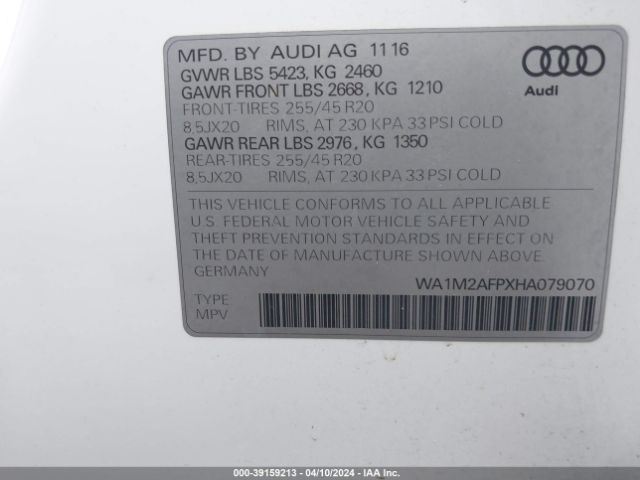 MFD. BY AUDI AG 11 16
GVWR LBS 5423, KG 2460
GAWR FRONT LBS 2668, KG 1210
FRONT-TIRES 255/45 R20
8,5JX20 RIMS, AT 230 KPA 33 PSI COLD
GAWR REAR LBS 2976, KG 1350
REAR-TIRES 255/45 R20
8,5JX20 RIMS, AT 230 KPA 33 PSI COLD
Audi
THIS VEHICLE CONFORMS TO ALL APPLICABLE
U.S. FEDERAL MOTOR VEHICLE SAFETY AND
THEFT PREVENTION STANDARDS IN EFFECT ON
THE DATE OF MANUFACTURE SHOWN ABOVE.
GERMANY
WA1M2AFPXHA079070
TYPE
MPV
000-39159213 - 04/10/2024 - IAA Inc.